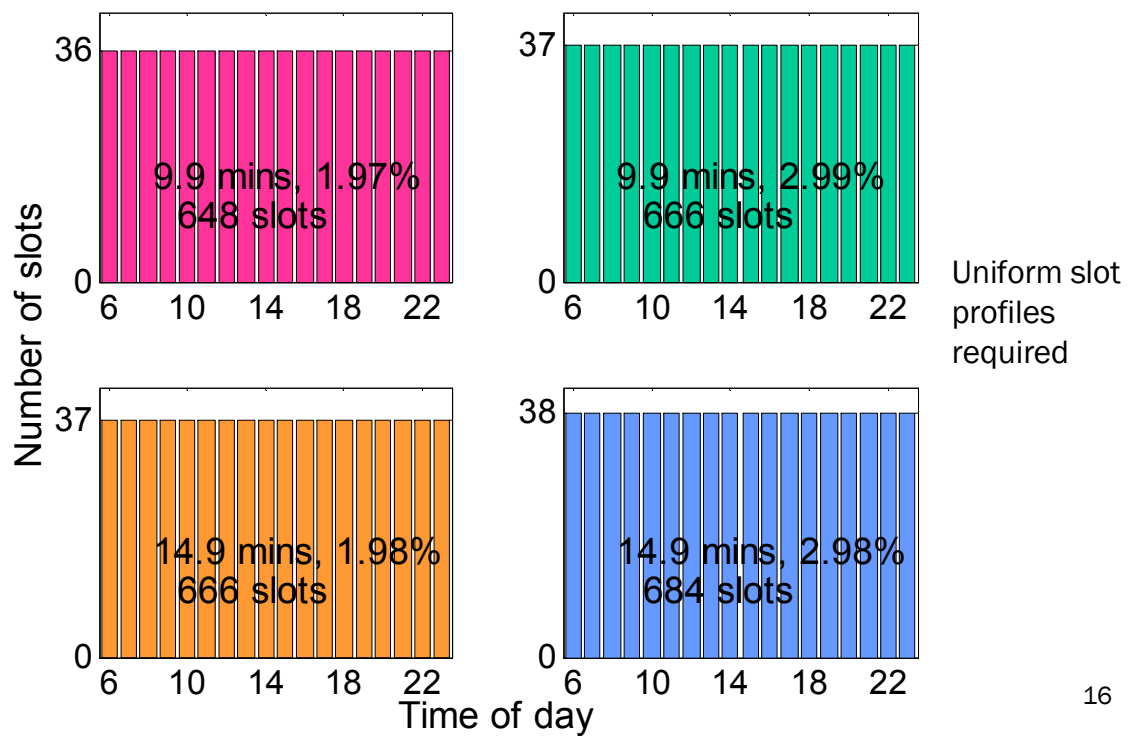 36
9.9 mins, 1.97%
648 slots
0
6 10 14 18 22
37
9.9 mins, 2.99%
666 slots
0
6 10 14 18 22
Uniform slot
profiles
required
Number of slots
37
14.9 mins, 1.98%
666 slots
0
6 10 14 18 22
38
14.9 mins, 2.98%
684 slots
0
6 10 14 18 22
Time of day
16